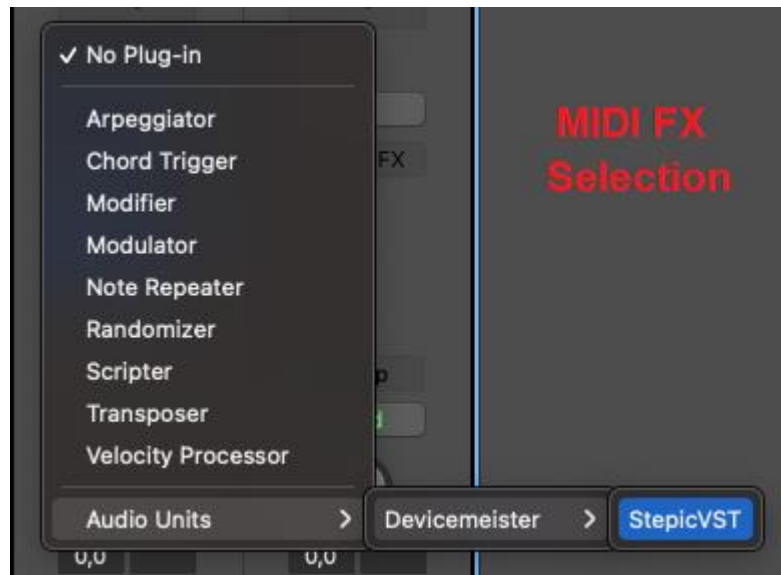 ✓ No Plug-in
Arpeggiator
Chord Trigger
FX
Modifier
Modulator
Note Repeater
Randomizer
Scripter
p
Transposer
d
Velocity Processor
Audio Units > Devicemeister > StepicVST
0,0 0,0
MIDI FX
Selection